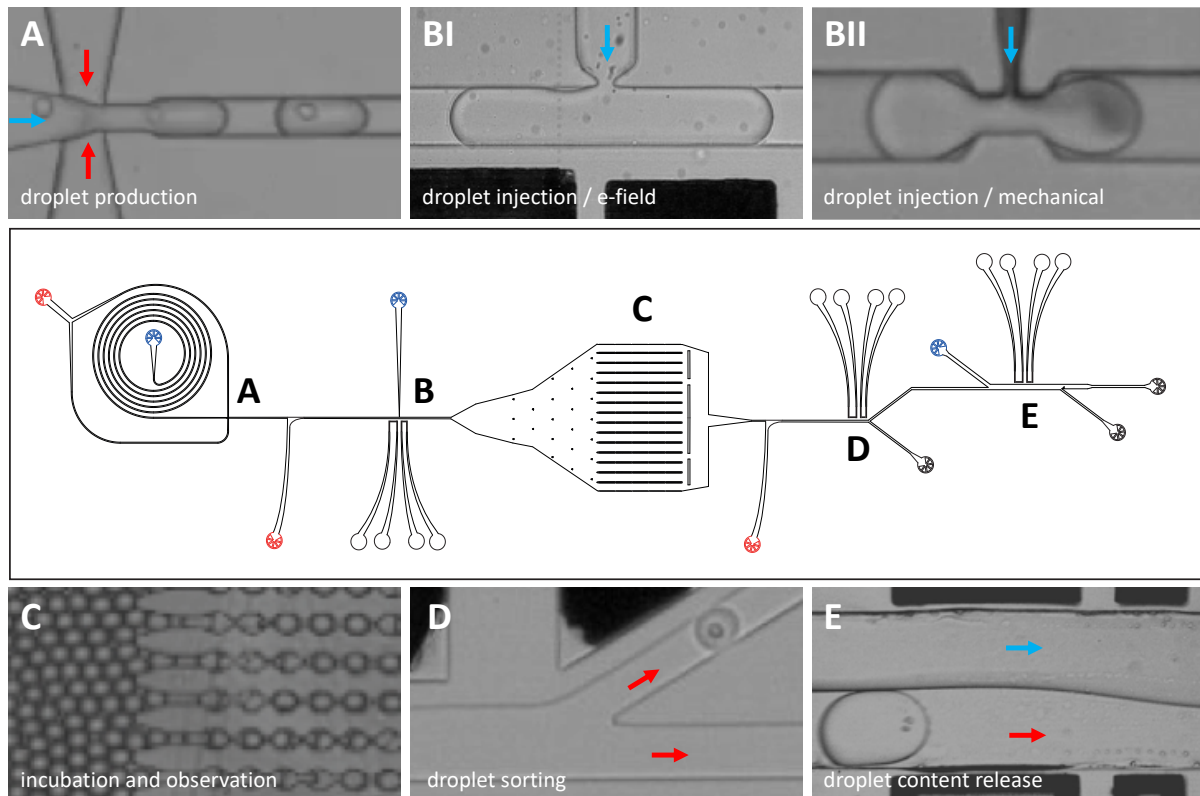 A
droplet production
BI
droplet injection / e-field
BII
droplet injection / mechanical
A
B
C
D
E
C
incubation and observation
D
droplet sorting
E
droplet content release